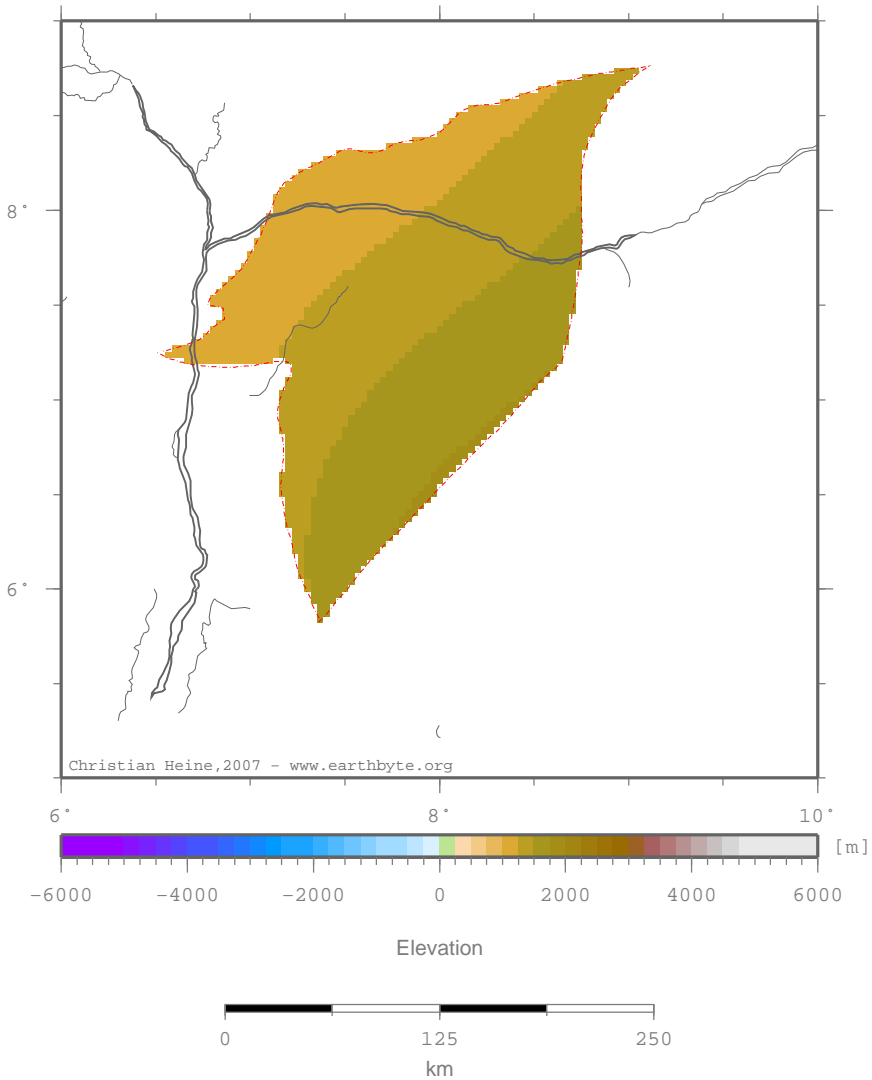 8°
6°
Christian Heine,2007 - www.earthbyte.org
6° 8° 10°
[m]
-6000 -4000 -2000 0 2000 4000 6000
Elevation
0 125 250
km